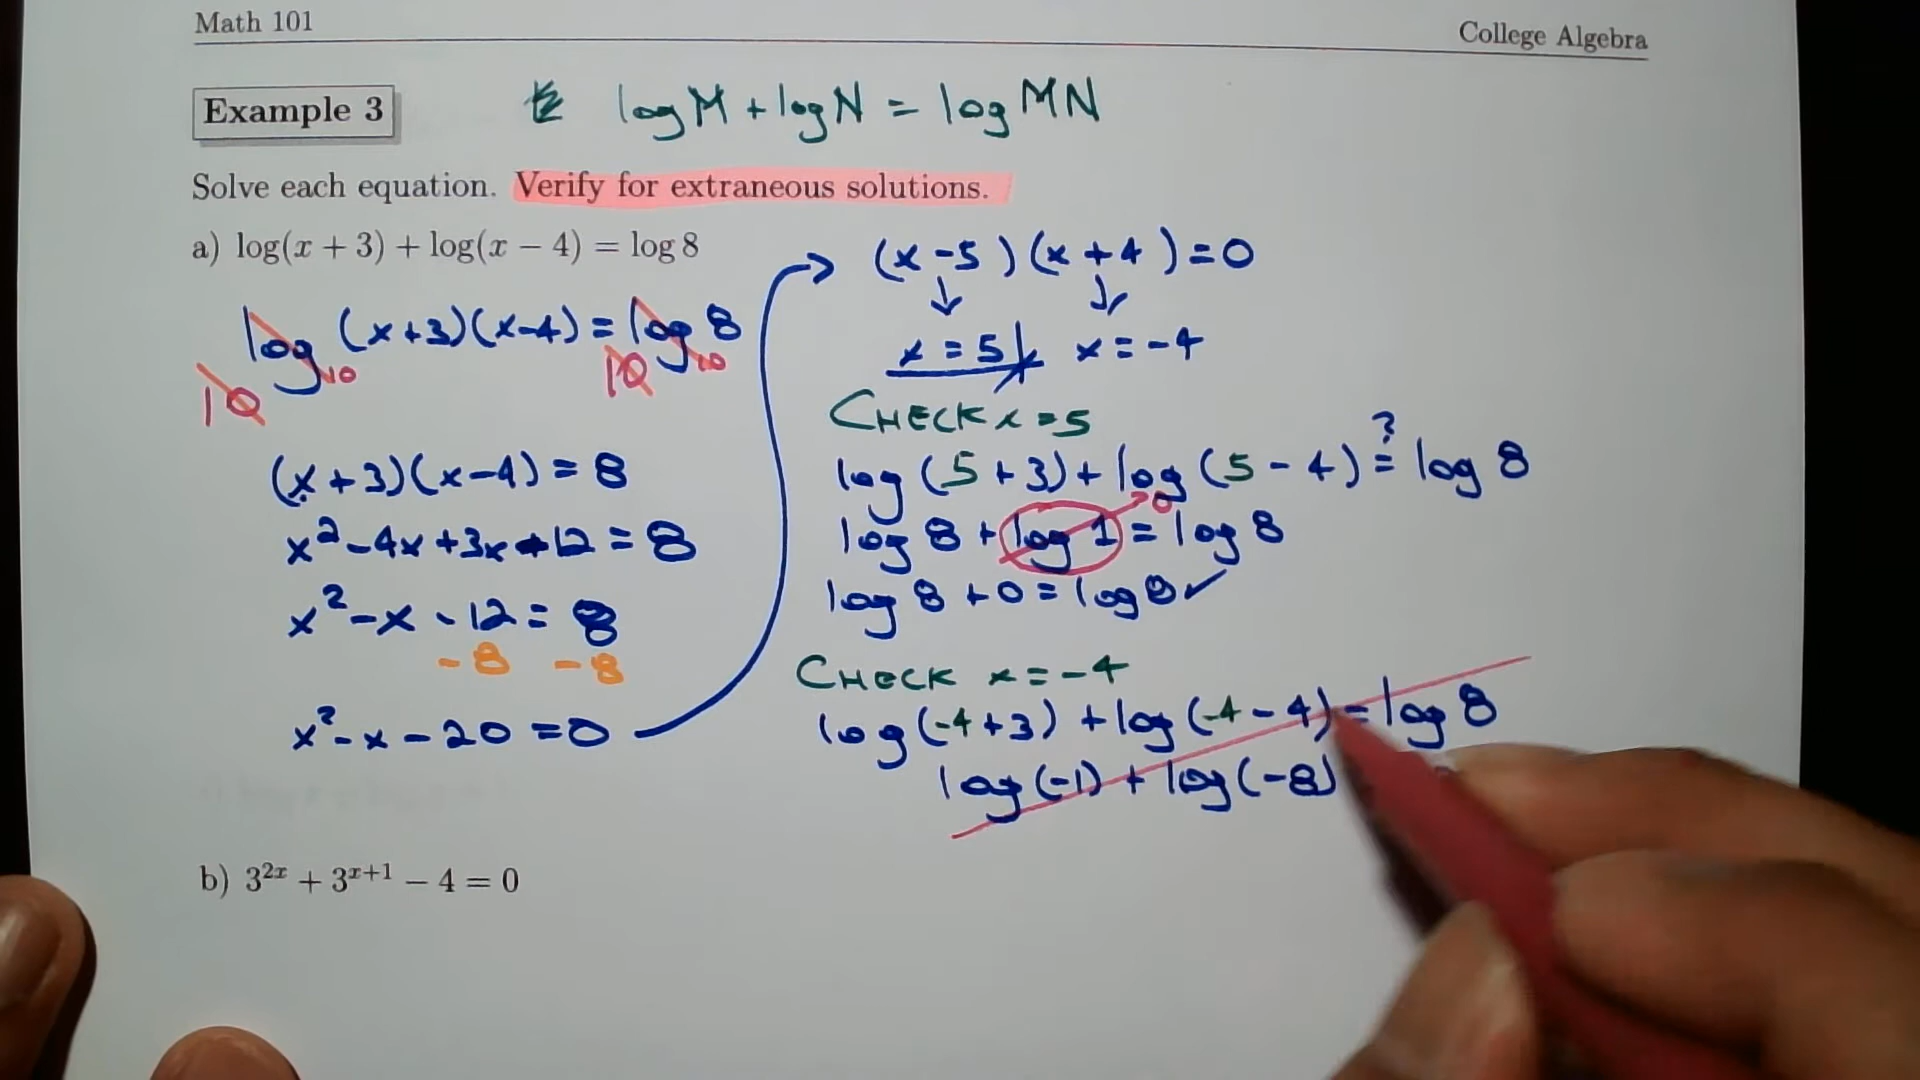 Math 101
College Algebra
Example 3
log M + log N = log MN
Solve each equation. Verify for extraneous solutions.
a) log(x + 3) + log(x − 4) = log 8
log₁₀ (x+3)(x-4) = log₁₀ 8
10 10
(x+3)(x-4) = 8
x² - 4x + 3x - 12 = 8
x² - x - 12 = 8
-8 -8
x² - x - 20 = 0
(x - 5)(x + 4) = 0
x = 5 x = -4
CHECK x = 5
log (5 + 3) + log (5 - 4) ≟ log 8
log 8 + log 1 = log 8
0
log 8 + 0 = log 8 ✓
CHECK x = -4
log (-4 + 3) + log (-4 - 4) = log 8
log (-1) + log (-8)
b) 3²ˣ + 3ˣ⁺¹ − 4 = 0